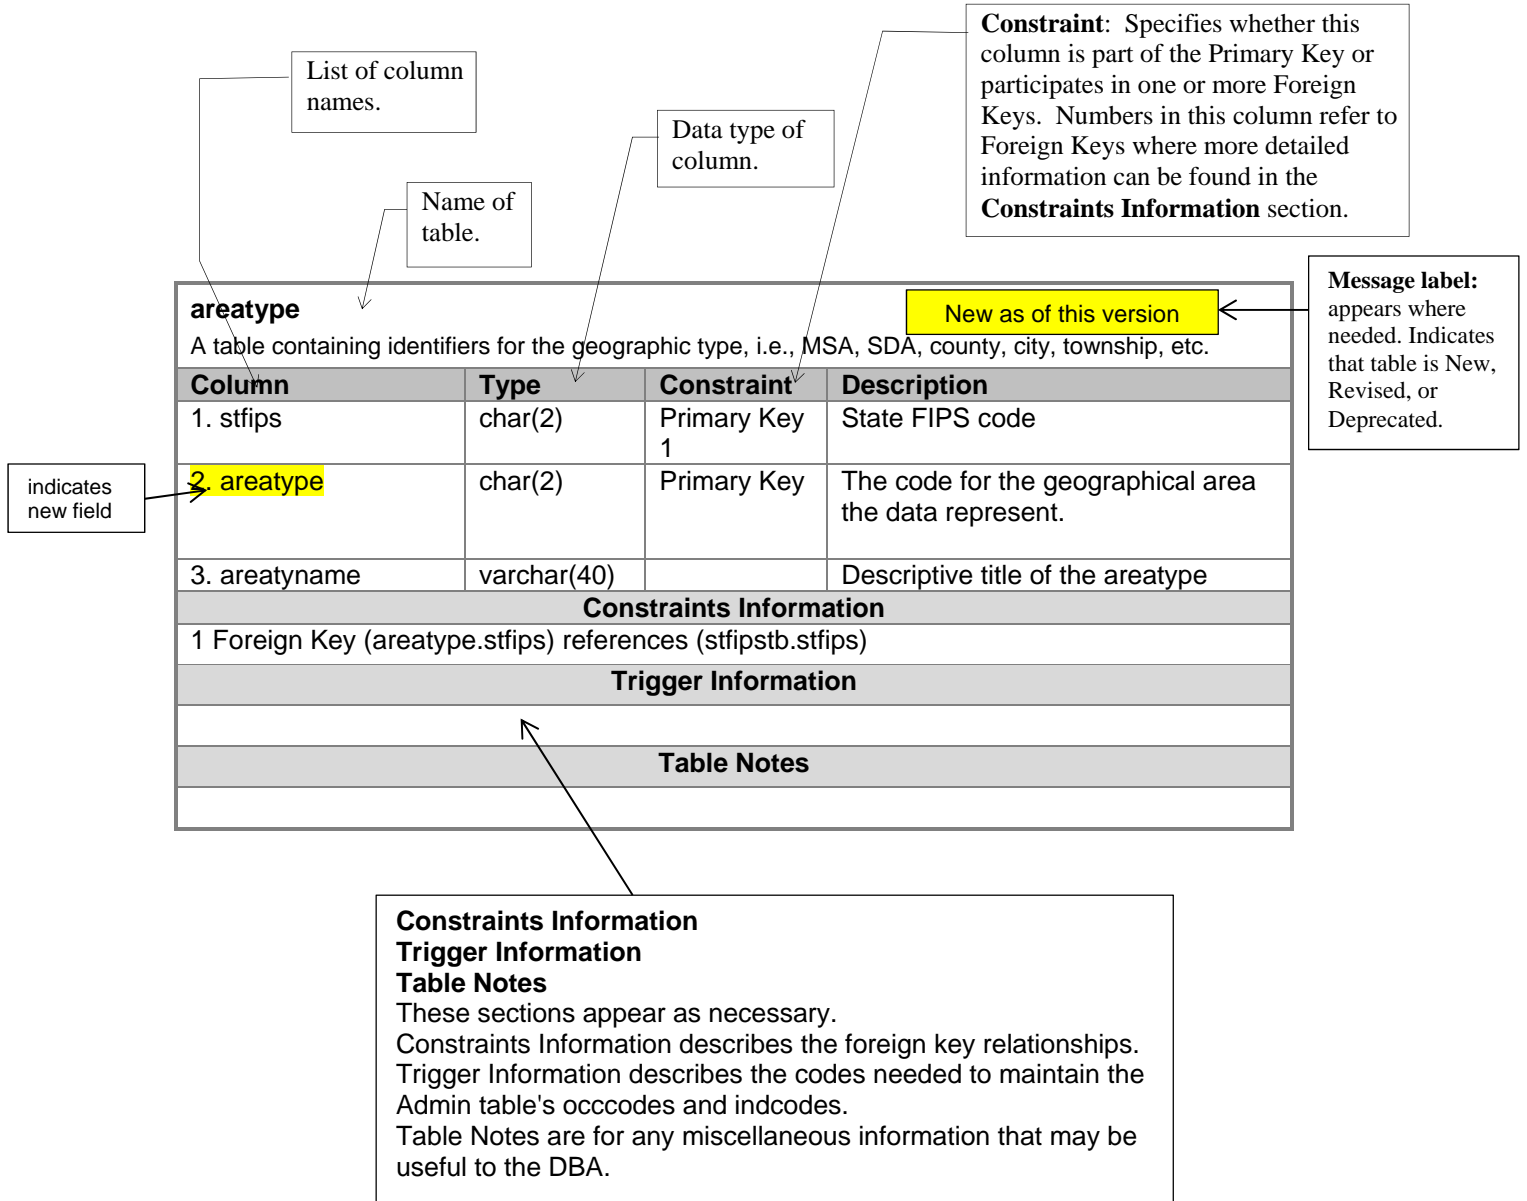 Constraint:  Specifies whether this
column is part of the Primary Key or
participates in one or more Foreign
Keys.  Numbers in this column refer to
Foreign Keys where more detailed
information can be found in the
Constraints Information section.
List of column
names.
Data type of
column.
Name of
table.
Message label:
appears where
needed. Indicates
that table is New,
Revised, or
Deprecated.
areatype
New as of this version
A table containing identifiers for the geographic type, i.e., MSA, SDA, county, city, township, etc.
Column Type Constraint Description
1. stfips char(2) Primary Key State FIPS code
1
indicates
new field
2. areatype char(2) Primary Key The code for the geographical area
the data represent.
3. areatyname varchar(40) Descriptive title of the areatype
Constraints Information
1 Foreign Key (areatype.stfips) references (stfipstb.stfips)
Trigger Information
Table Notes
Constraints Information
Trigger Information
Table Notes
These sections appear as necessary.
Constraints Information describes the foreign key relationships.
Trigger Information describes the codes needed to maintain the
Admin table's occcodes and indcodes.
Table Notes are for any miscellaneous information that may be
useful to the DBA.